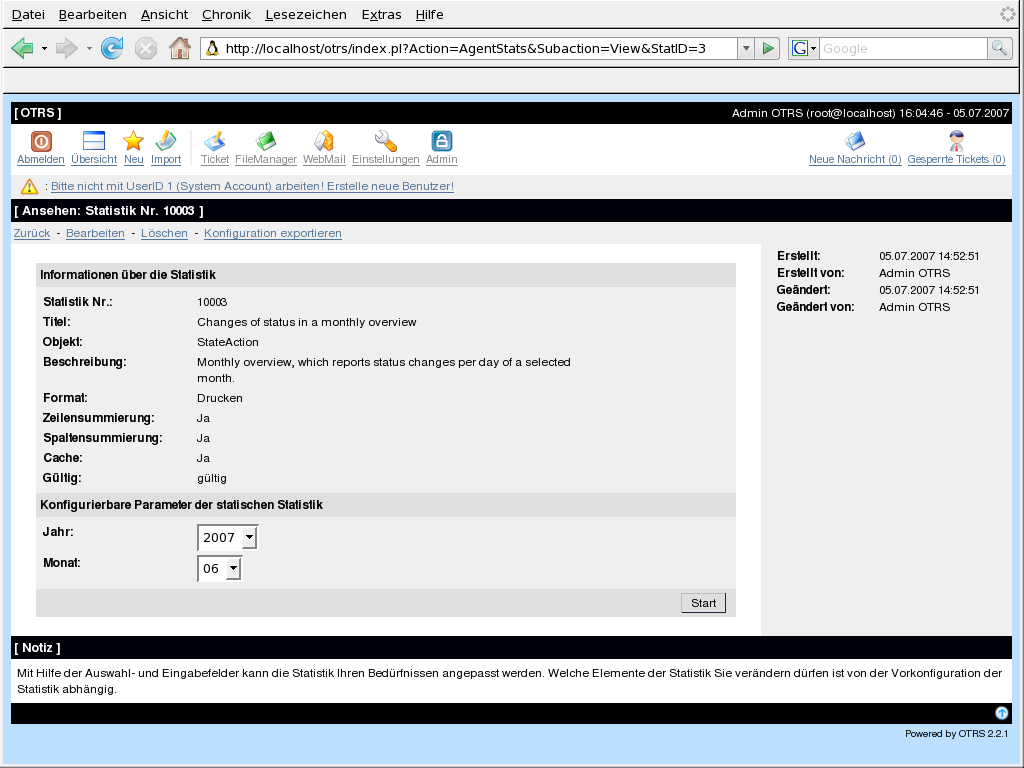 Datei Bearbeiten Ansicht Chronik Lesezeichen Extras Hilfe
http://localhost/otrs/index.pl?Action=AgentStats&Subaction=View&StatID=3 G Google
[ OTRS ] Admin OTRS (root@localhost) 16:04:46 - 05.07.2007
Abmelden Übersicht Neu Import Ticket FileManager WebMail Einstellungen Admin Neue Nachricht (0) Gesperrte Tickets (0)
: Bitte nicht mit UserID 1 (System Account) arbeiten! Erstelle neue Benutzer!
[ Ansehen: Statistik Nr. 10003 ]
Zurück - Bearbeiten - Löschen - Konfiguration exportieren
Informationen über die Statistik
Statistik Nr.: 10003
Titel: Changes of status in a monthly overview
Objekt: StateAction
Beschreibung: Monthly overview, which reports status changes per day of a selected
month.
Format: Drucken
Zeilensummierung: Ja
Spaltensummierung: Ja
Cache: Ja
Gültig: gültig
Konfigurierbare Parameter der statischen Statistik
Jahr: 2007
Monat: 06
Start
Erstellt: 05.07.2007 14:52:51
Erstellt von: Admin OTRS
Geändert: 05.07.2007 14:52:51
Geändert von: Admin OTRS
[ Notiz ]
Mit Hilfe der Auswahl- und Eingabefelder kann die Statistik Ihren Bedürfnissen angepasst werden. Welche Elemente der Statistik Sie verändern dürfen ist von der Vorkonfiguration der
Statistik abhängig.
Powered by OTRS 2.2.1